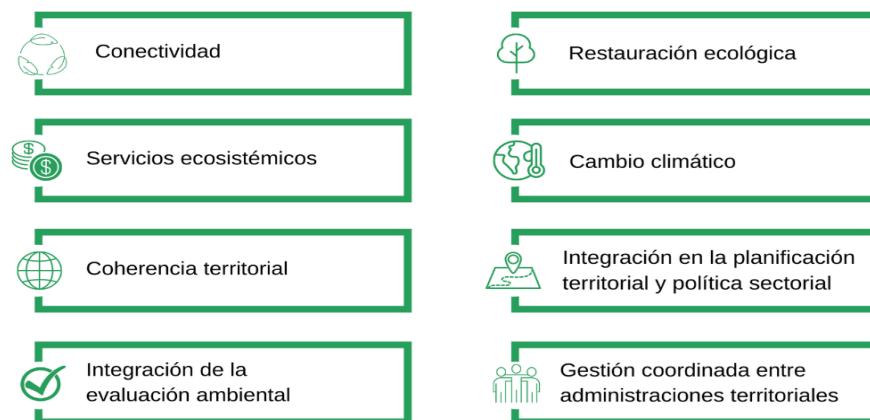 Conectividad
Restauración ecológica
Servicios ecosistémicos
Cambio climático
Coherencia territorial
Integración en la planificación
territorial y política sectorial
Integración de la
evaluación ambiental
Gestión coordinada entre
administraciones territoriales